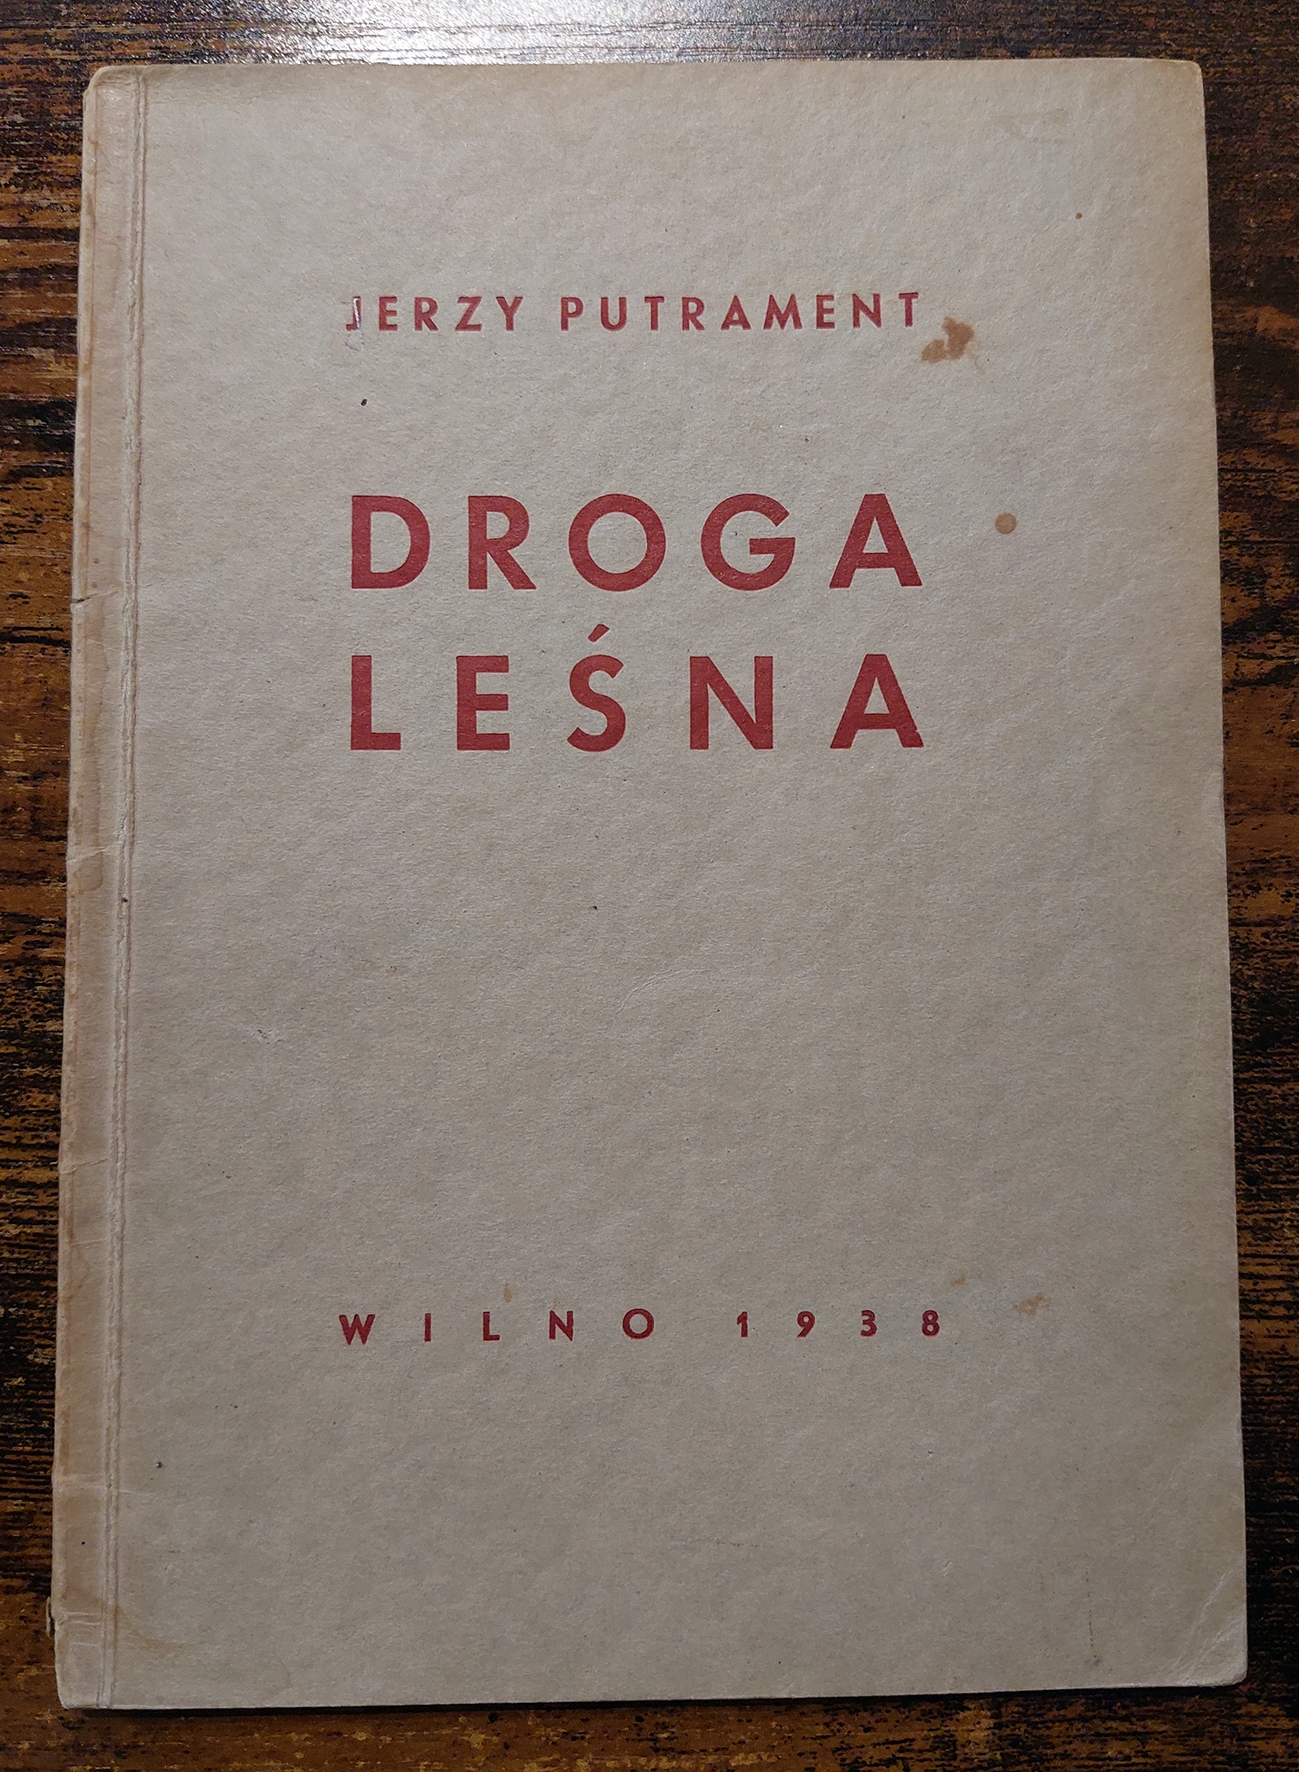 JERZY PUTRAMENT
DROGA
LEŚNA
WILNO 1938